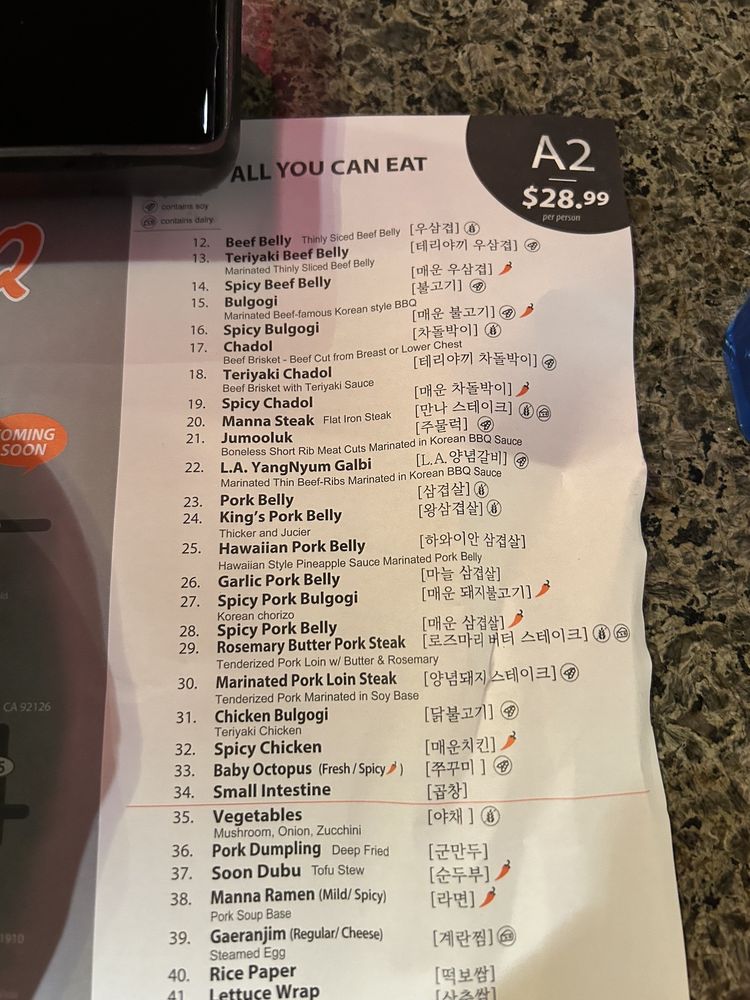 ALL YOU CAN EAT
A2
$28.99
per person
contains soy
contains dairy
12. Beef Belly Thinly Sliced Beef Belly [우삼겹]
13. Teriyaki Beef Belly [테리야끼 우삼겹]
Marinated Thinly Sliced Beef Belly
14. Spicy Beef Belly [매운 우삼겹]
15. Bulgogi [불고기]
Marinated Beef-famous Korean style BBQ
16. Spicy Bulgogi [매운 불고기]
17. Chadol [차돌박이]
Beef Brisket - Beef Cut from Breast or Lower Chest
18. Teriyaki Chadol [테리야끼 차돌박이]
Beef Brisket with Teriyaki Sauce
19. Spicy Chadol [매운 차돌박이]
20. Manna Steak Flat Iron Steak [만나 스테이크]
21. Jumooluk [주물럭]
Boneless Short Rib Meat Cuts Marinated in Korean BBQ Sauce
22. L.A. YangNyum Galbi [L.A.양념갈비]
Marinated Thin Beef-Ribs Marinated in Korean BBQ Sauce
23. Pork Belly [삼겹살]
24. King's Pork Belly [왕삼겹살]
Thicker and Jucier
25. Hawaiian Pork Belly [하와이안 삼겹살]
Hawaiian Style Pineapple Sauce Marinated Pork Belly
26. Garlic Pork Belly [마늘 삼겹살]
27. Spicy Pork Bulgogi [매운 돼지불고기]
Korean chorizo
28. Spicy Pork Belly [매운 삼겹살]
29. Rosemary Butter Pork Steak [로즈마리 버터 스테이크]
Tenderized Pork Loin w/ Butter & Rosemary
30. Marinated Pork Loin Steak [양념돼지 스테이크]
Tenderized Pork Marinated in Soy Base
31. Chicken Bulgogi [닭불고기]
Teriyaki Chicken
32. Spicy Chicken [매운치킨]
33. Baby Octopus (Fresh / Spicy) [쭈꾸미 ]
34. Small Intestine [곱창]
35. Vegetables [야채 ]
Mushroom, Onion, Zucchini
36. Pork Dumpling Deep Fried [군만두]
37. Soon Dubu Tofu Stew [순두부]
38. Manna Ramen (Mild/ Spicy) [라면]
Pork Soup Base
39. Gaeranjim (Regular/ Cheese) [계란찜]
Steamed Egg
40. Rice Paper [떡보쌈]
41. Lettuce Wrap [상추쌈]
Q
COMING
SOON
CA 92126
1910